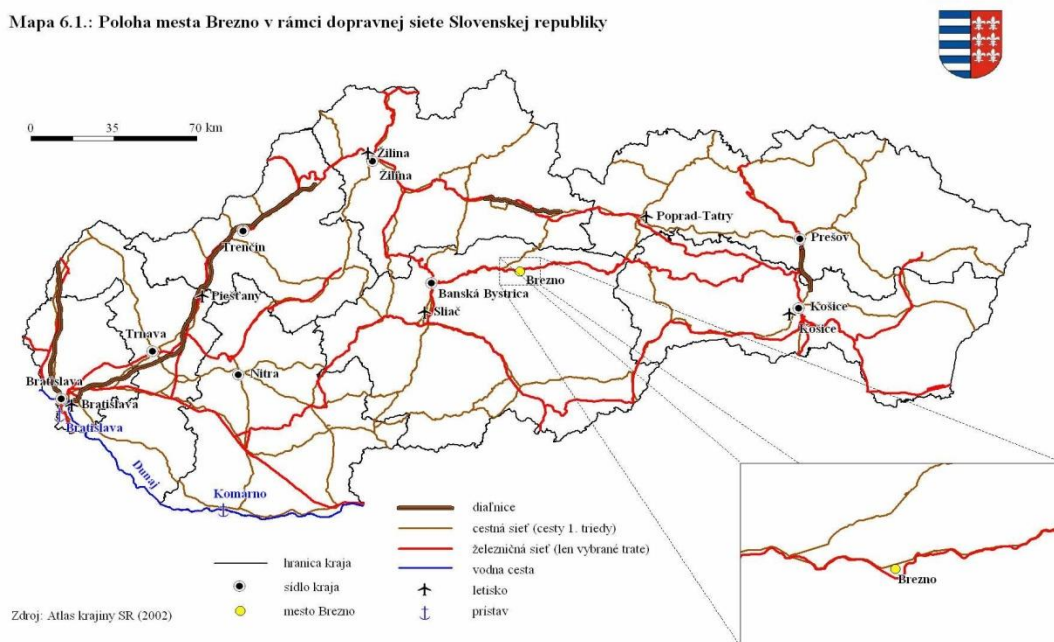 Mapa 6.1.: Poloha mesta Brezno v rámci dopravnej siete Slovenskej republiky
0 35 70 km
Žilina
Žilina
Poprad-Tatry
Trenčín
Prešov
Brezno
Banská Bystrica
Piešťany
Sliač
Košice
Košice
Trnava
Nitra
Bratislava
Bratislava
Bratislava
Dunaj
Komárno
diaľnice
cestná sieť (cesty 1. triedy)
železničná sieť (len vybrané trate)
vodna cesta
letisko
prístav
hranica kraja
sídlo kraja
mesto Brezno
Brezno
Zdroj: Atlas krajiny SR (2002)